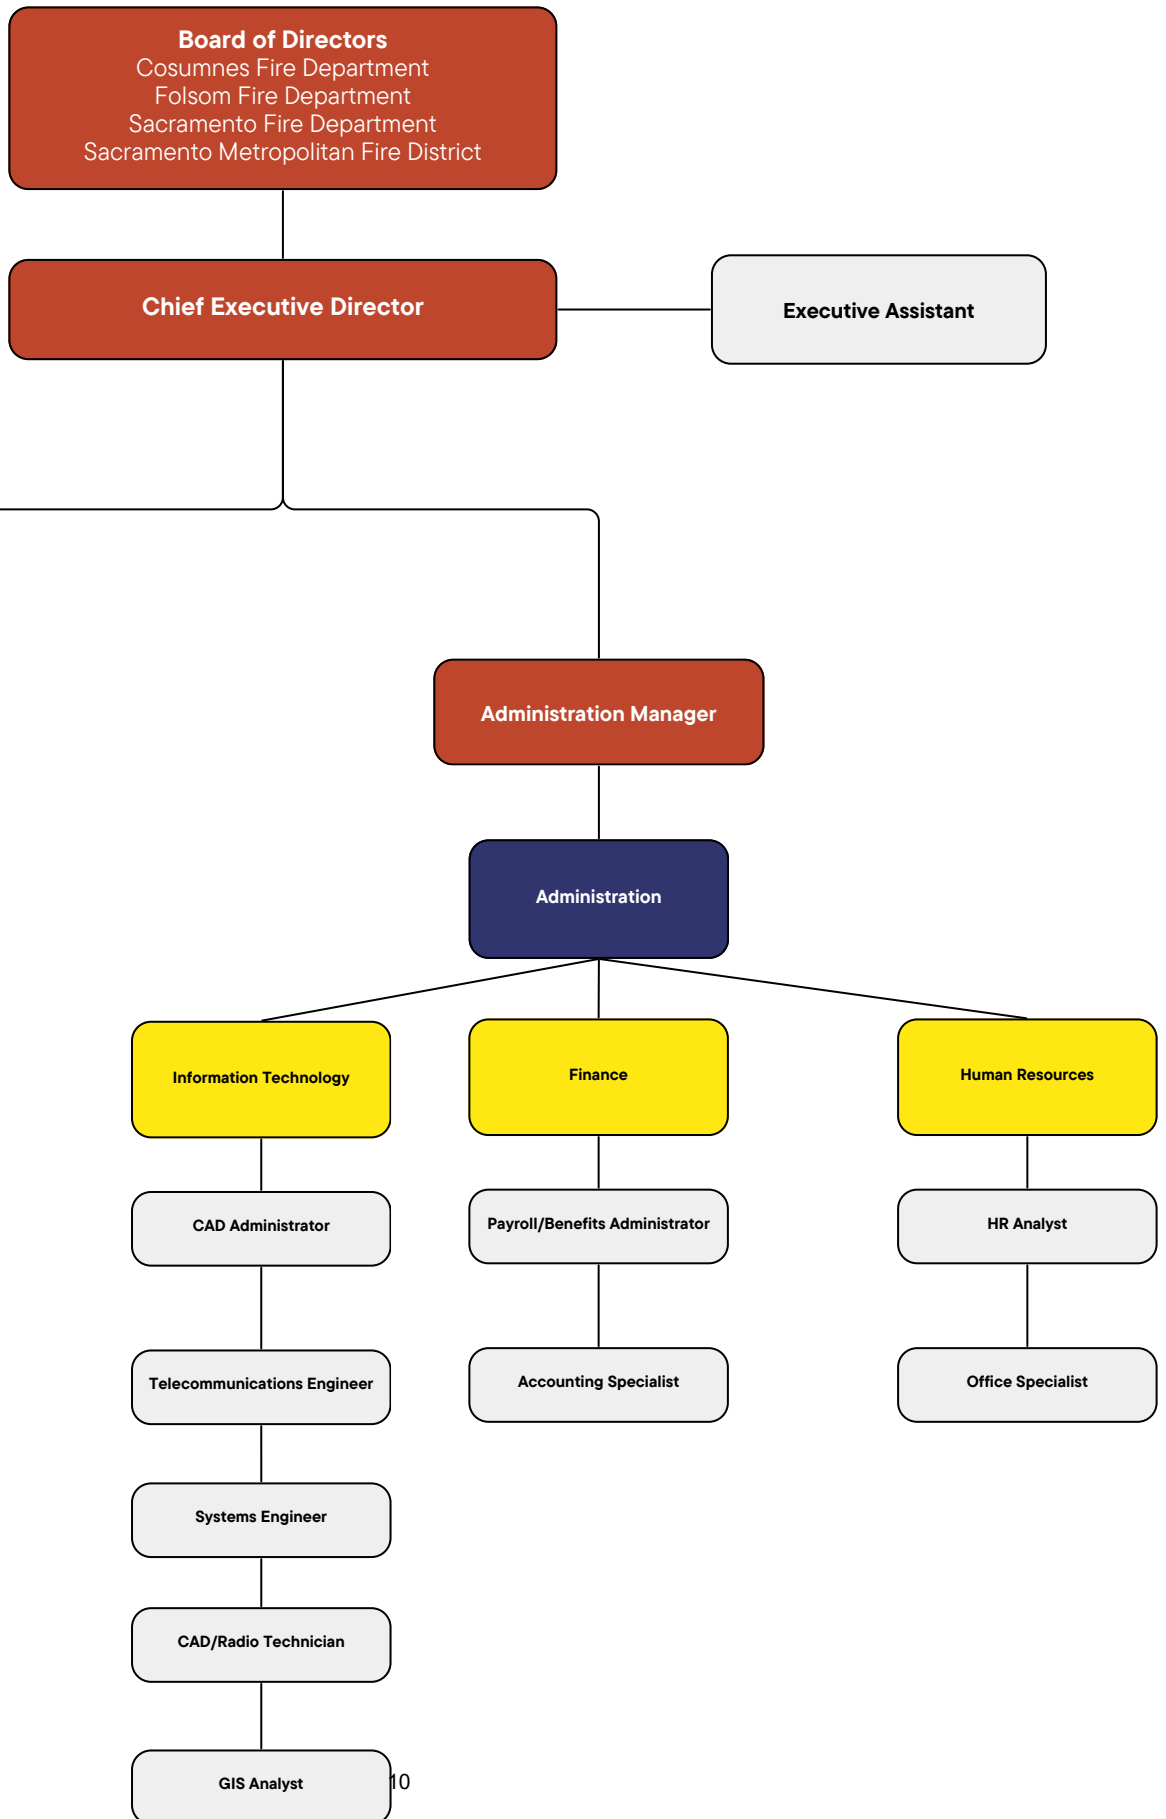 Board of Directors
Cosumnes Fire Department
Folsom Fire Department
Sacramento Fire Department
Sacramento Metropolitan Fire District
Chief Executive Director
Executive Assistant
Administration Manager
Administration
Information Technology
Finance
Human Resources
CAD Administrator
Payroll/Benefits Administrator
HR Analyst
Telecommunications Engineer
Accounting Specialist
Office Specialist
Systems Engineer
CAD/Radio Technician
GIS Analyst
10